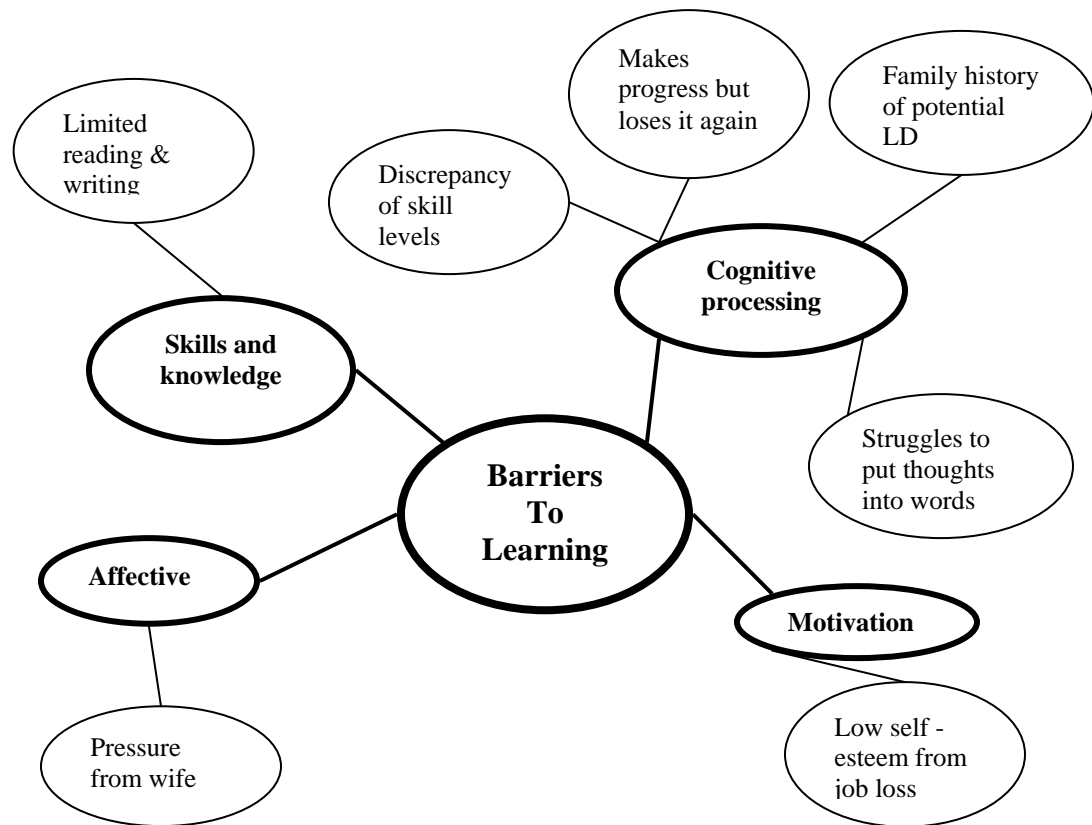 Makes
progress but
loses it again
Family history
of potential
LD
Limited
reading &
writing
Discrepancy
of skill
levels
Cognitive
processing
Skills and
knowledge
Struggles to
put thoughts
into words
Barriers
To
Learning
Affective
Motivation
Pressure
from wife
Low self -
esteem from
job loss